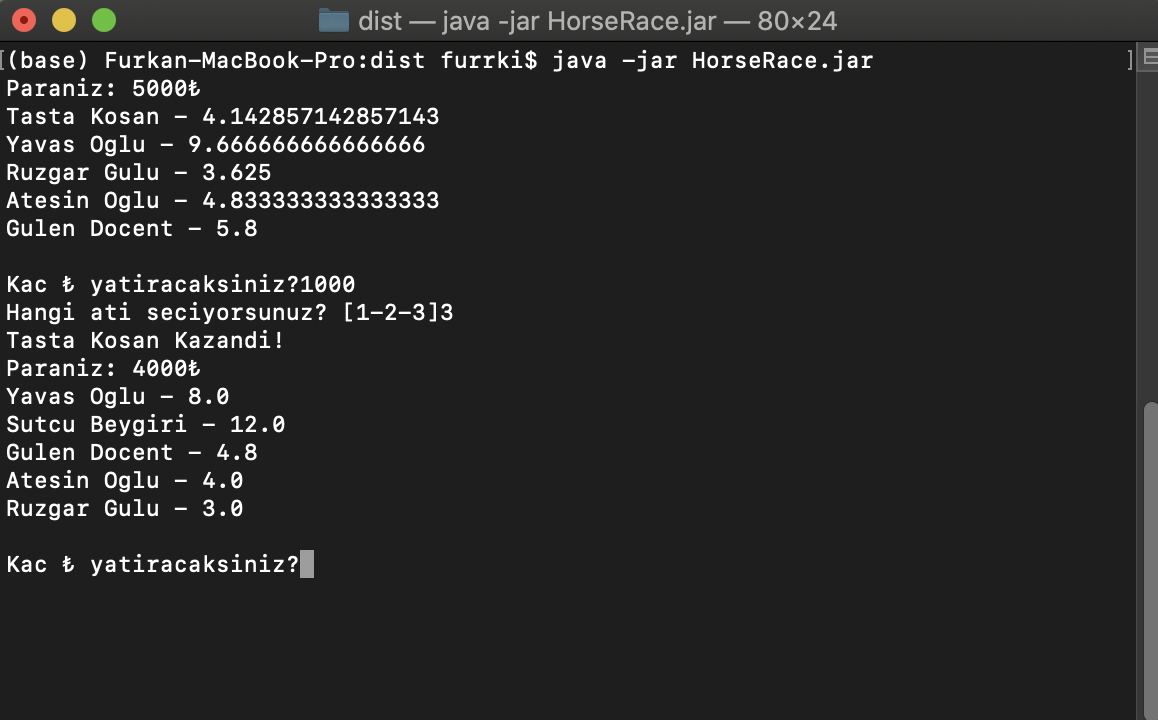 dist — java -jar HorseRace.jar — 80×24
[(base) Furkan-MacBook-Pro:dist furrki$ java -jar HorseRace.jar ]
Paraniz: 5000₺
Tasta Kosan - 4.142857142857143
Yavas Oglu - 9.666666666666666
Ruzgar Gulu - 3.625
Atesin Oglu - 4.833333333333333
Gulen Docent - 5.8
Kac ₺ yatiracaksiniz?1000
Hangi ati seciyorsunuz? [1-2-3]3
Tasta Kosan Kazandi!
Paraniz: 4000₺
Yavas Oglu - 8.0
Sutcu Beygiri - 12.0
Gulen Docent - 4.8
Atesin Oglu - 4.0
Ruzgar Gulu - 3.0
Kac ₺ yatiracaksiniz?